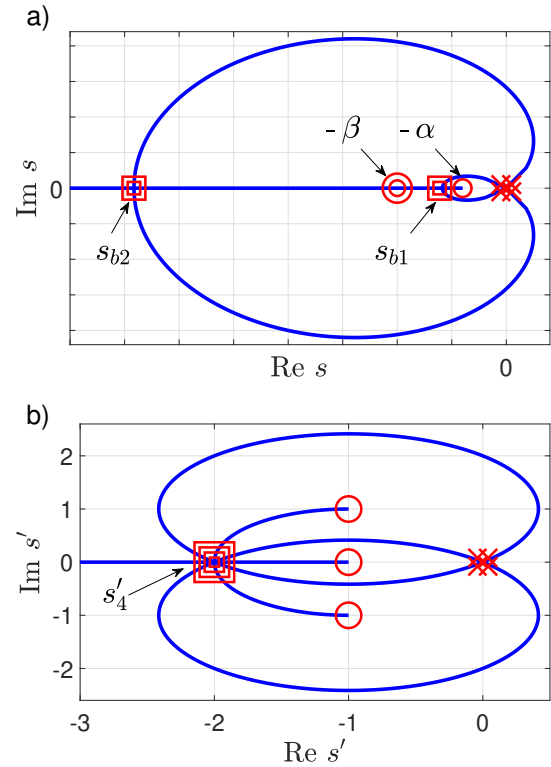 a)
-β
-α
Im s
0
s_{b2}
s_{b1}
Re s
0
b)
2
1
Im s′
0
s′_4
-1
-2
-3
-2
-1
0
Re s′